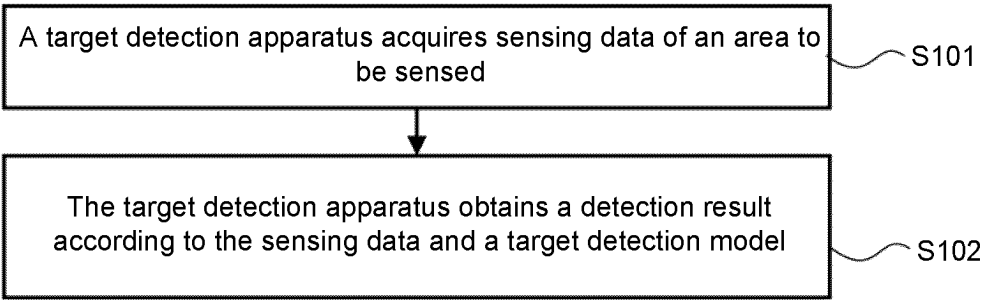 A target detection apparatus acquires sensing data of an area to
be sensed
S101
The target detection apparatus obtains a detection result
according to the sensing data and a target detection model
S102